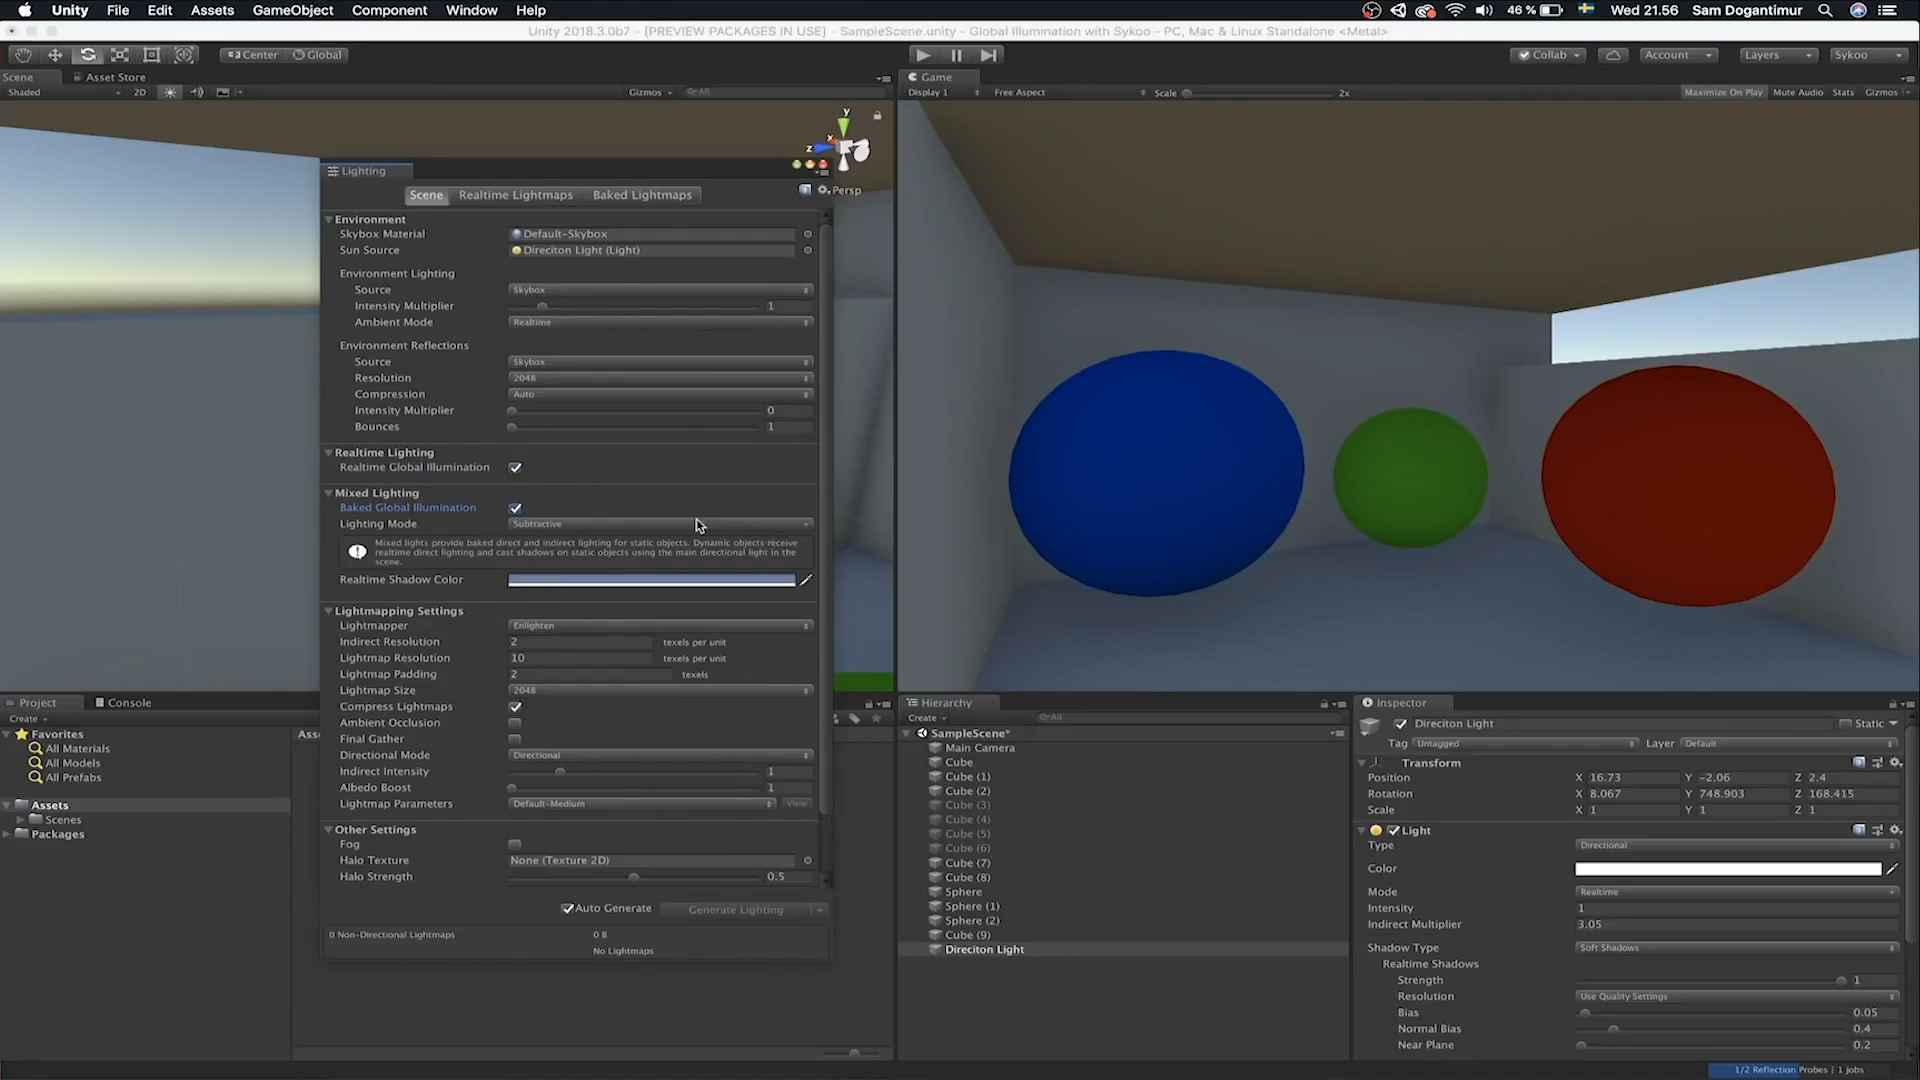 Unity File Edit Assets GameObject Component Window Help
46 % Wed 21.56 Sam Dogantimur
Unity 2018.3.0b7 - [PREVIEW PACKAGES IN USE] - SampleScene.unity - Global Illumination with Sykoo - PC, Mac & Linux Standalone <Metal>
Center Global
Collab Account Layers Sykoo
Scene Asset Store
Shaded 2D Gizmos All
Game
Display 1 Free Aspect Scale 2x Maximize On Play Mute Audio Stats Gizmos
y
x
z
Persp
Lighting
Scene Realtime Lightmaps Baked Lightmaps
Environment
Skybox Material Default-Skybox
Sun Source Direciton Light (Light)
Environment Lighting
Source Skybox
Intensity Multiplier 1
Ambient Mode Realtime
Environment Reflections
Source Skybox
Resolution 2048
Compression Auto
Intensity Multiplier 0
Bounces 1
Realtime Lighting
Realtime Global Illumination
Mixed Lighting
Baked Global Illumination
Lighting Mode Subtractive
Mixed lights provide baked direct and indirect lighting for static objects. Dynamic objects receive
realtime direct lighting and cast shadows on static objects using the main directional light in the
scene.
Realtime Shadow Color
Lightmapping Settings
Lightmapper Enlighten
Indirect Resolution 2 texels per unit
Lightmap Resolution 10 texels per unit
Lightmap Padding 2 texels
Lightmap Size 2048
Compress Lightmaps
Ambient Occlusion
Final Gather
Directional Mode Directional
Indirect Intensity 1
Albedo Boost 1
Lightmap Parameters Default-Medium View
Other Settings
Fog
Halo Texture None (Texture 2D)
Halo Strength 0.5
Auto Generate Generate Lighting
0 Non-Directional Lightmaps 0 B
No Lightmaps
Project Console
Create
Favorites
All Materials
All Models
All Prefabs
Assets
Scenes
Packages
Hierarchy
Create All
SampleScene*
Main Camera
Cube
Cube (1)
Cube (2)
Cube (3)
Cube (4)
Cube (5)
Cube (6)
Cube (7)
Cube (8)
Sphere
Sphere (1)
Sphere (2)
Cube (9)
Direciton Light
Inspector
Direciton Light Static
Tag Untagged Layer Default
Transform
Position X 16.73 Y -2.06 Z 2.4
Rotation X 8.067 Y 748.903 Z 168.415
Scale X 1 Y 1 Z 1
Light
Type Directional
Color
Mode Realtime
Intensity 1
Indirect Multiplier 3.05
Shadow Type Soft Shadows
Realtime Shadows
Strength 1
Resolution Use Quality Settings
Bias 0.05
Normal Bias 0.4
Near Plane 0.2
1/2 Reflection Probes | 1 jobs